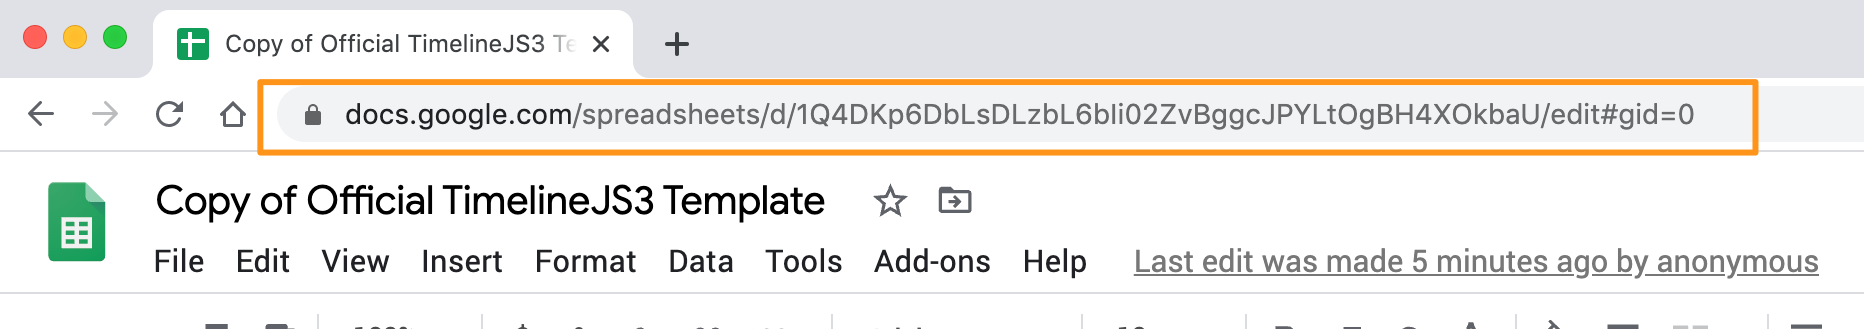 Copy of Official TimelineJS3 Te
docs.google.com/spreadsheets/d/1Q4DKp6DbLsDLzbL6bIi02ZvBggcJPYLtOgBH4XOkbaU/edit#gid=0
Copy of Official TimelineJS3 Template
File Edit View Insert Format Data Tools Add-ons Help Last edit was made 5 minutes ago by anonymous